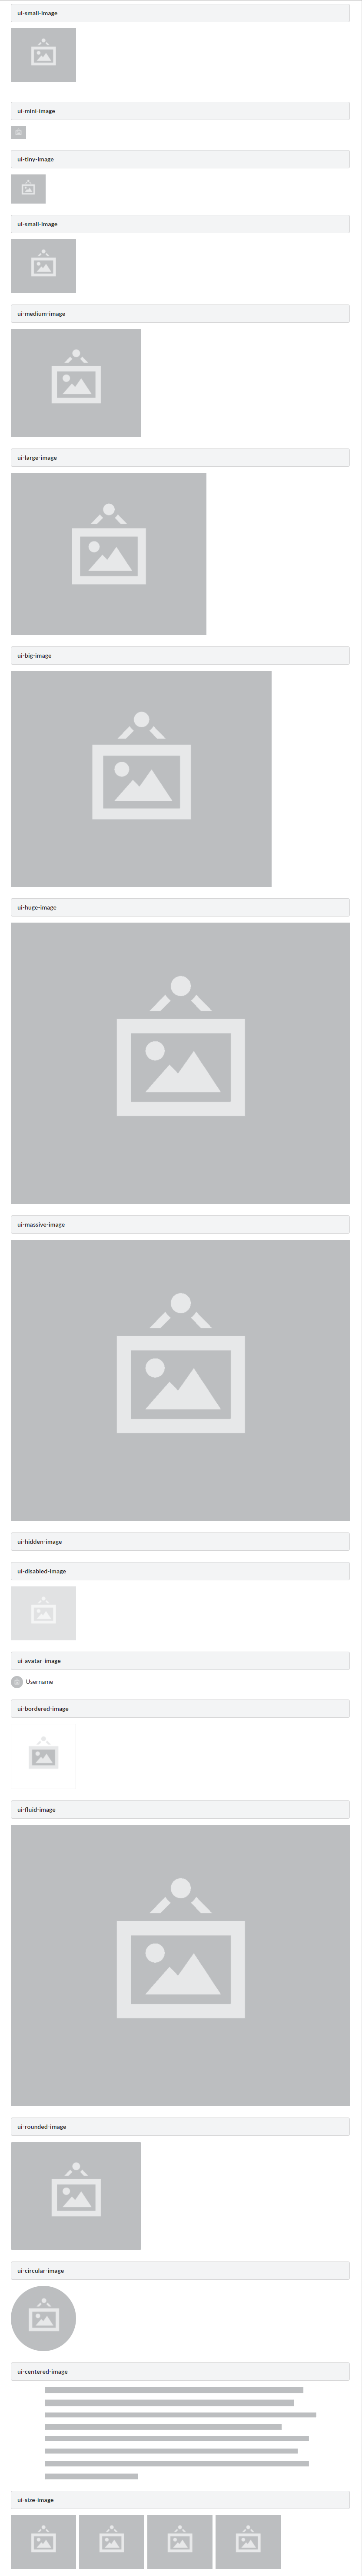 ui-small-image
ui-mini-image
ui-tiny-image
ui-small-image
ui-medium-image
ui-large-image
ui-big-image
ui-huge-image
ui-massive-image
ui-hidden-image
ui-disabled-image
ui-avatar-image
Username
ui-bordered-image
ui-fluid-image
ui-rounded-image
ui-circular-image
ui-centered-image
ui-size-image